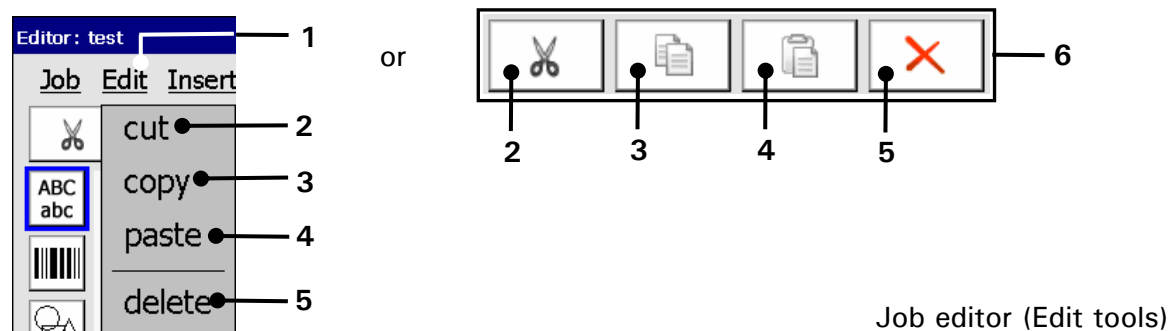 Editor: test
1
or
6
Job Edit Insert
cut
2
copy
3
paste
4
delete
5
ABC
abc
2
3
4
5
Job editor (Edit tools)